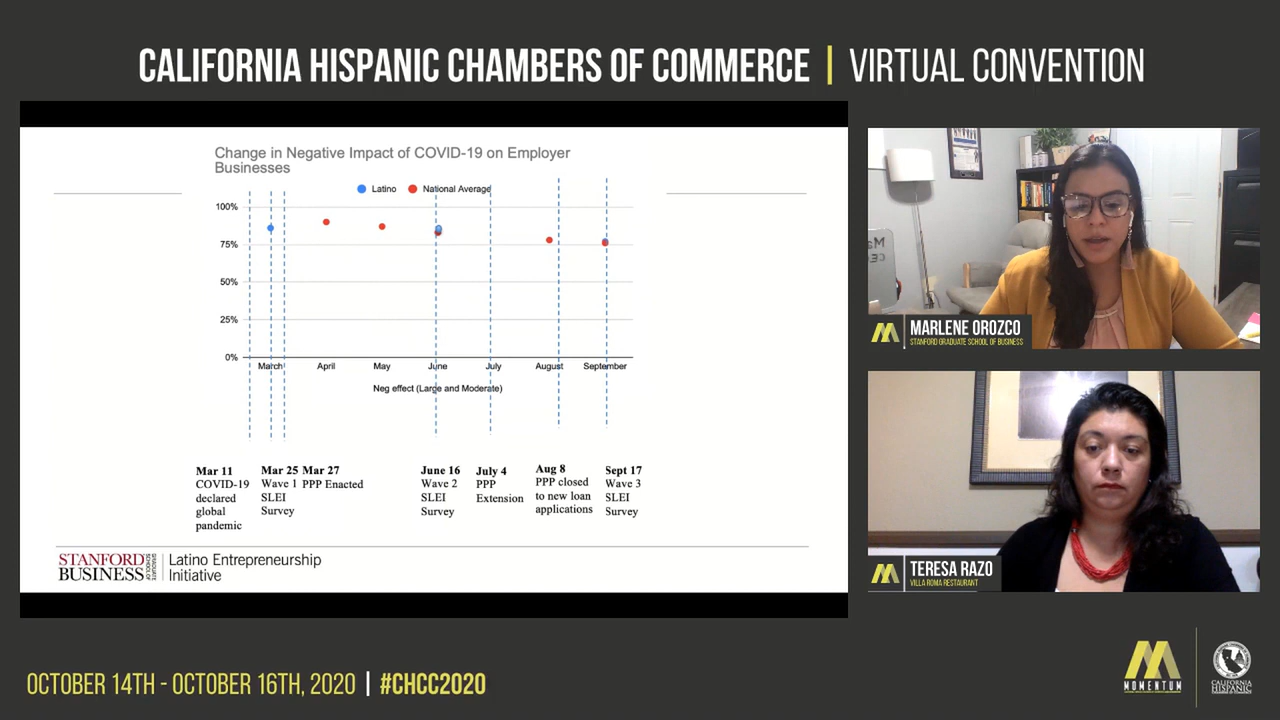 CALIFORNIA HISPANIC CHAMBERS OF COMMERCE | VIRTUAL CONVENTION
Change in Negative Impact of COVID-19 on Employer
Businesses
Latino National Average
100%
75%
50%
25%
0%
March April May June July August September
Neg effect (Large and Moderate)
Mar 11
COVID-19
declared
global
pandemic
Mar 25
Wave 1
SLEI
Survey
Mar 27
PPP Enacted
June 16
Wave 2
SLEI
Survey
July 4
PPP
Extension
Aug 8
PPP closed
to new loan
applications
Sept 17
Wave 3
SLEI
Survey
STANFORD
BUSINESS
GRADUATE
SCHOOL OF
Latino Entrepreneurship
Initiative
MARLENE OROZCO
STANFORD GRADUATE SCHOOL OF BUSINESS
TERESA RAZO
VILLA ROMA RESTAURANT
OCTOBER 14TH - OCTOBER 16TH, 2020 | #CHCC2020
MOMENTUM
CALIFORNIA
HISPANIC